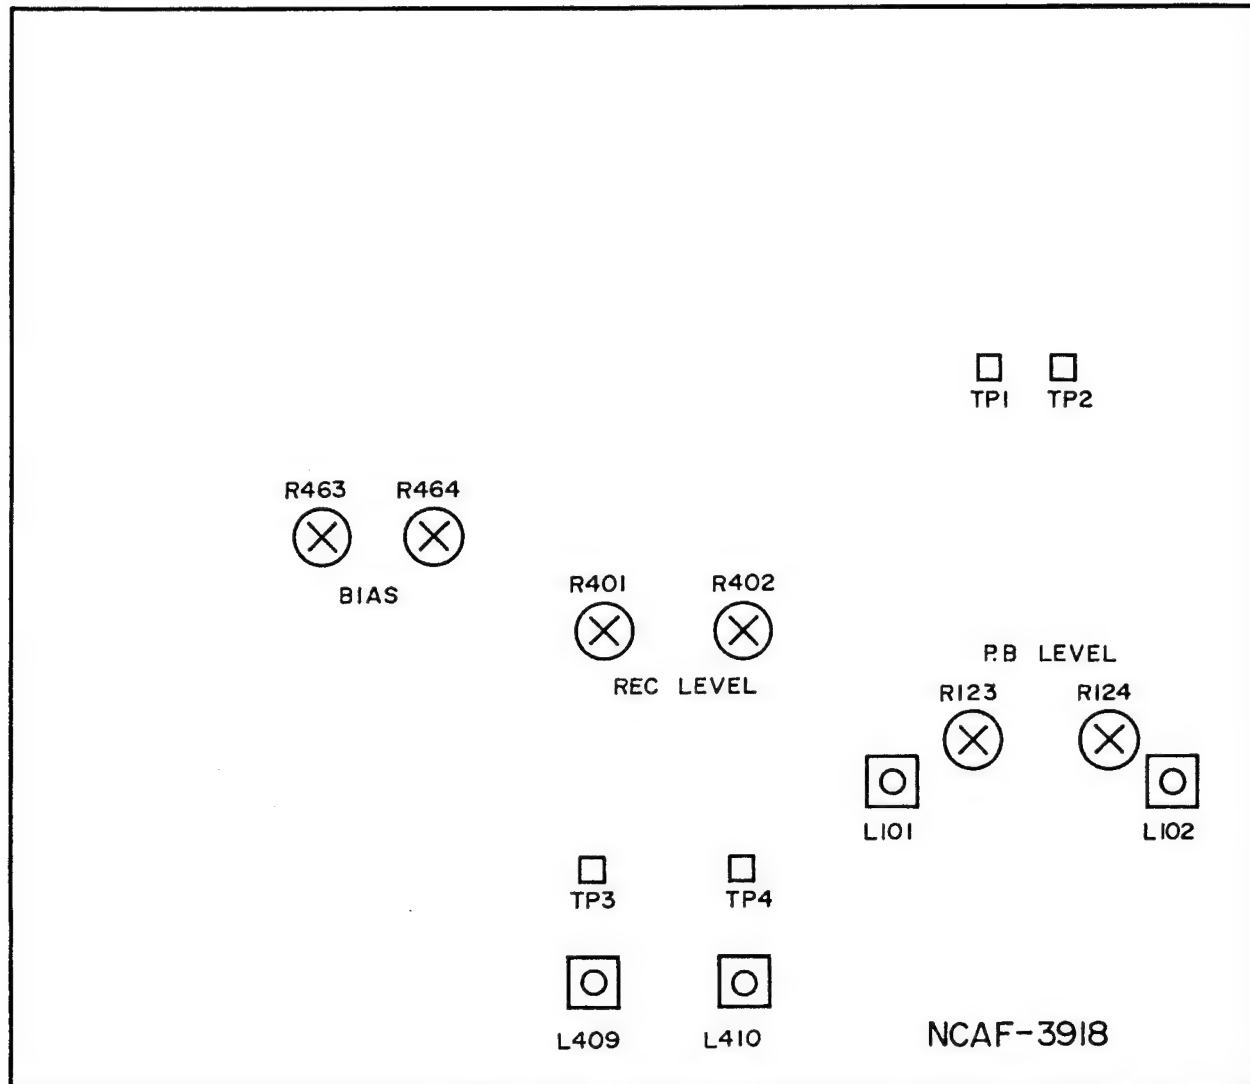 TP1 TP2
R463 R464
BIAS
R401 R402
REC LEVEL
P.B LEVEL
R123 R124
L101 L102
TP3 TP4
L409 L410
NCAF-3918